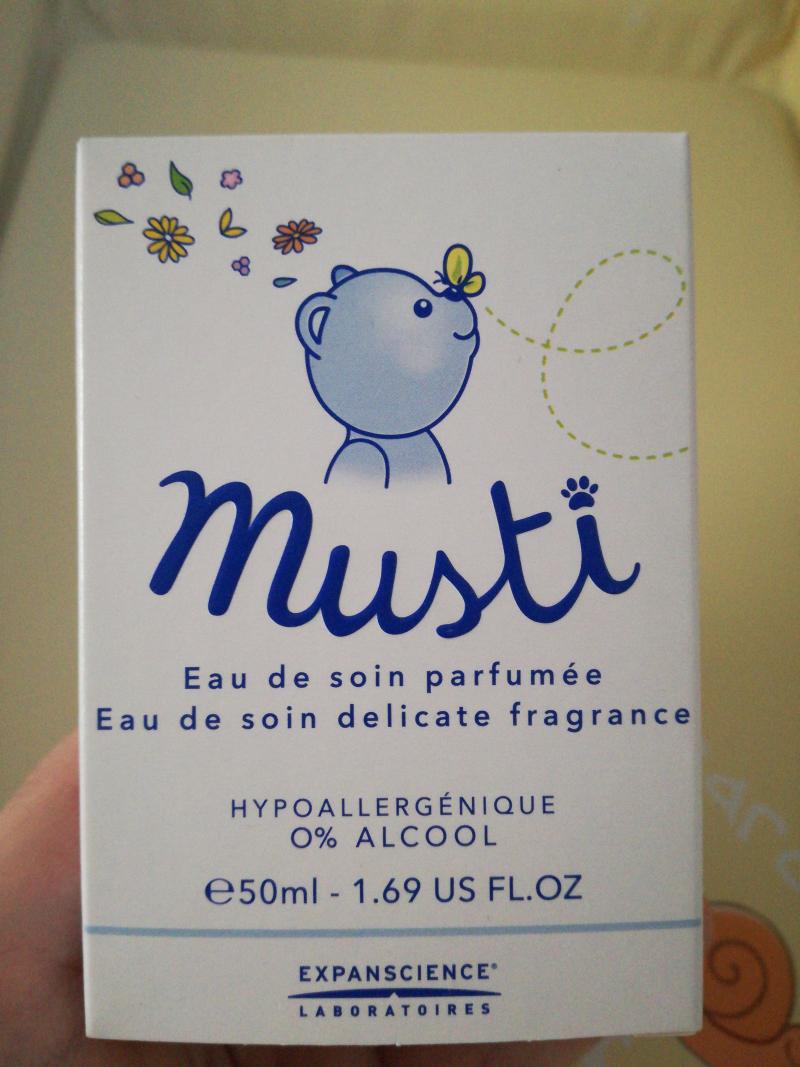 Musti
Eau de soin parfumée
Eau de soin delicate fragrance
HYPOALLERGÉNIQUE
0% ALCOOL
℮50ml - 1.69 US FL.OZ
EXPANSCIENCE®
LABORATOIRES